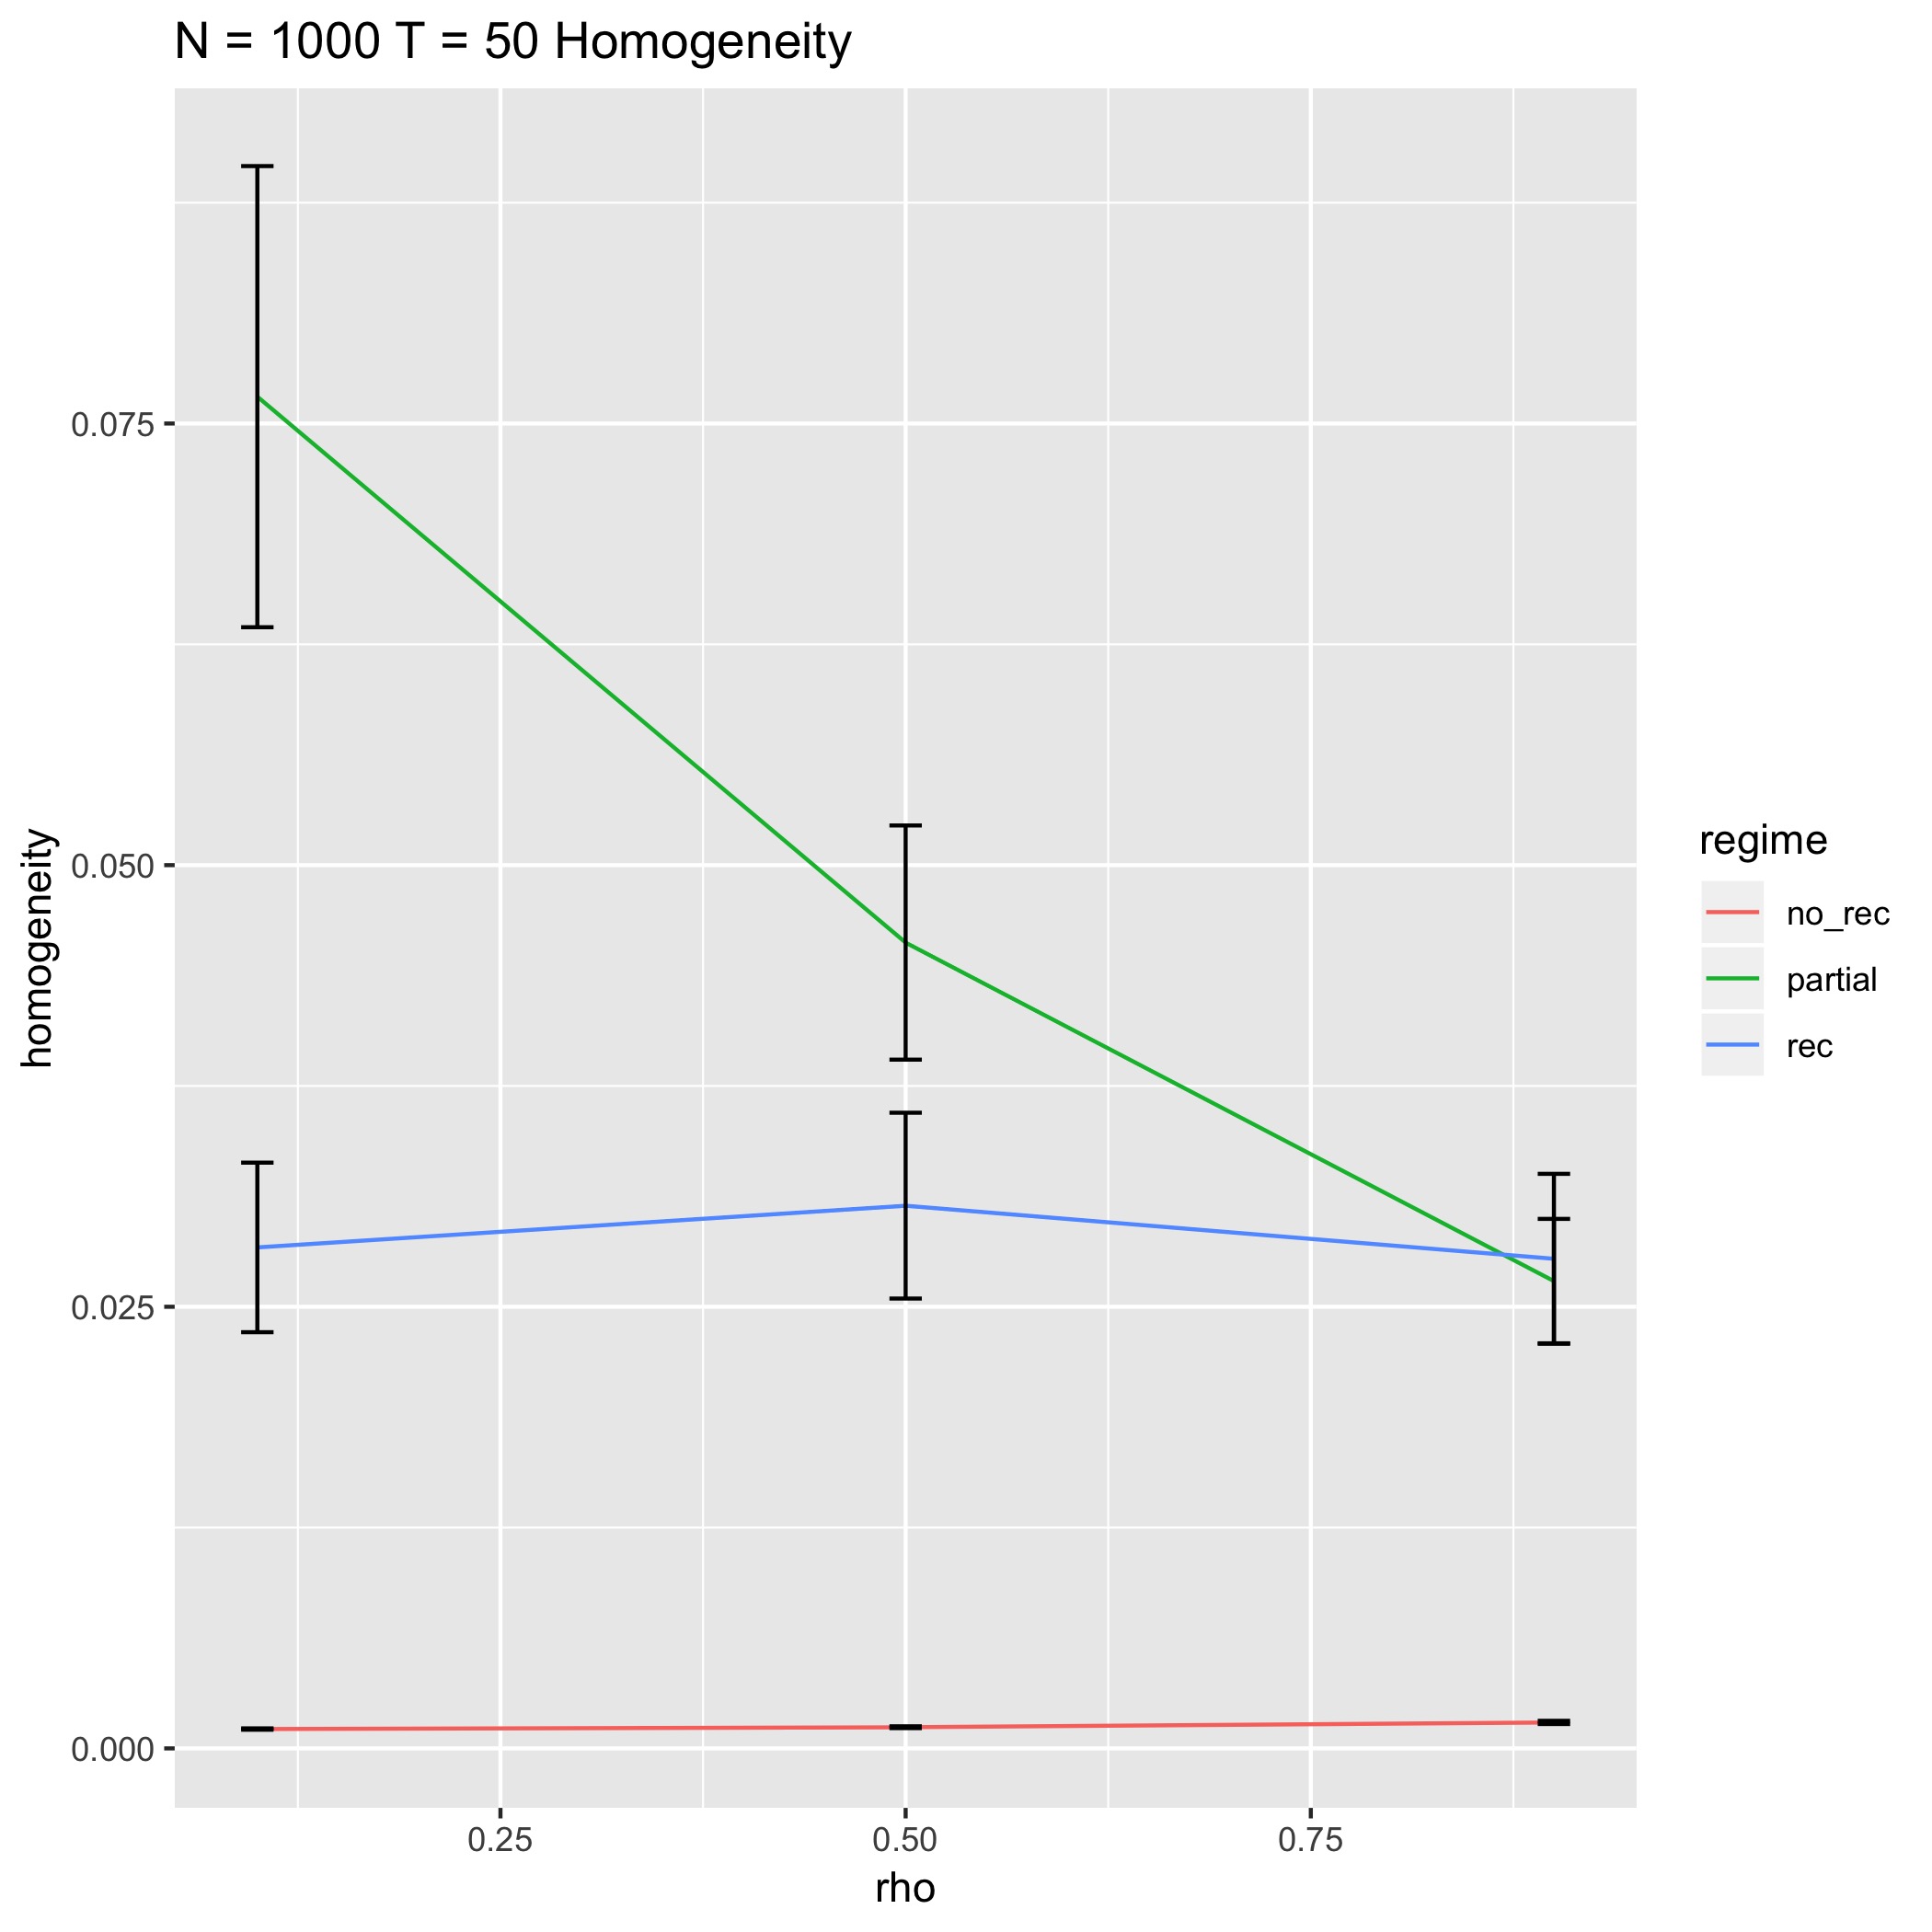 N = 1000 T = 50 Homogeneity
homogeneity
0.075
0.050
0.025
0.000
0.25
0.50
0.75
rho
regime
no_rec
partial
rec